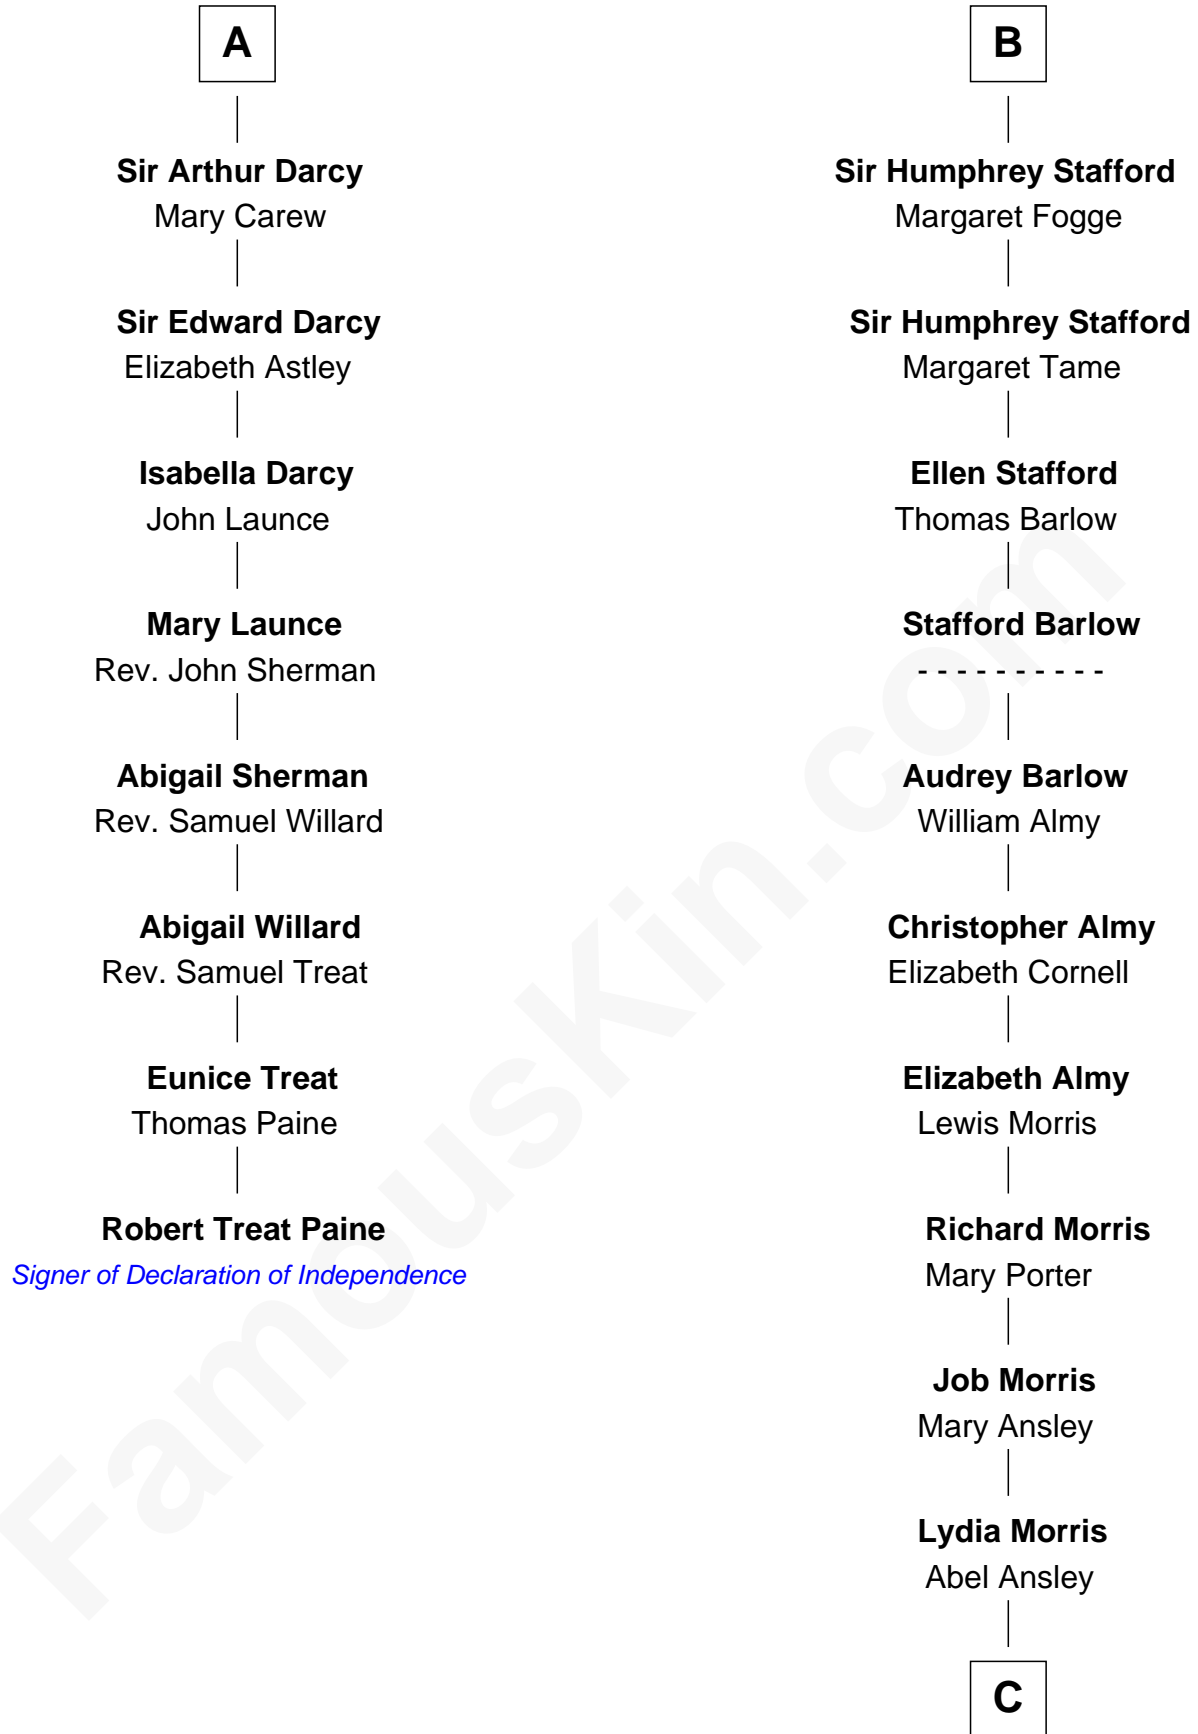 A
Sir Arthur Darcy
Mary Carew
Sir Edward Darcy
Elizabeth Astley
Isabella Darcy
John Launce
Mary Launce
Rev. John Sherman
Abigail Sherman
Rev. Samuel Willard
Abigail Willard
Rev. Samuel Treat
Eunice Treat
Thomas Paine
Robert Treat Paine
Signer of Declaration of Independence
B
Sir Humphrey Stafford
Margaret Fogge
Sir Humphrey Stafford
Margaret Tame
Ellen Stafford
Thomas Barlow
Stafford Barlow
- - - - - - - - - -
Audrey Barlow
William Almy
Christopher Almy
Elizabeth Cornell
Elizabeth Almy
Lewis Morris
Richard Morris
Mary Porter
Job Morris
Mary Ansley
Lydia Morris
Abel Ansley
C
FamousKin.com